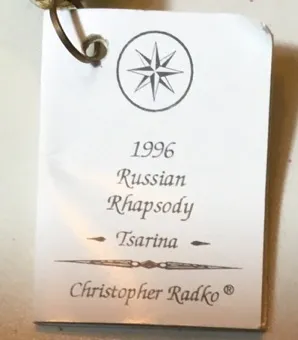 1996
Russian
Rhapsody
Tsarina
Christopher Radko®